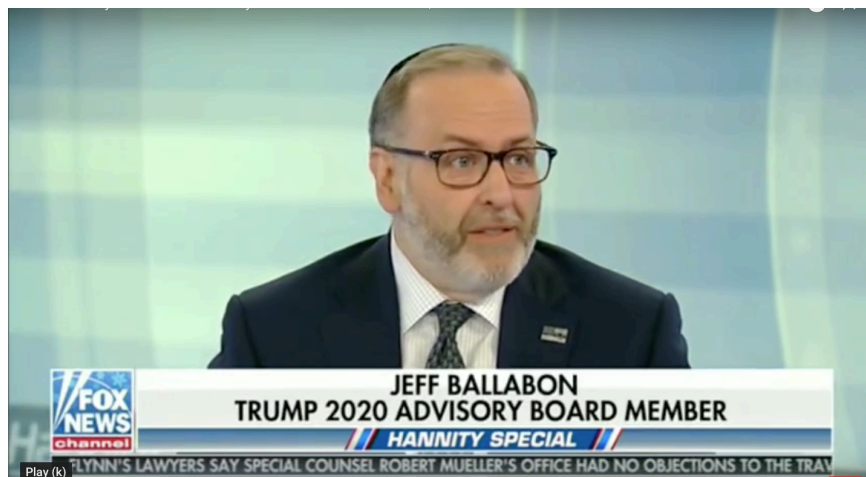 JEFF BALLABON
TRUMP 2020 ADVISORY BOARD MEMBER
FOX
NEWS
channel
HANNITY SPECIAL
FLYNN'S LAWYERS SAY SPECIAL COUNSEL ROBERT MUELLER'S OFFICE HAD NO OBJECTIONS TO THE TRAV
Play (k)